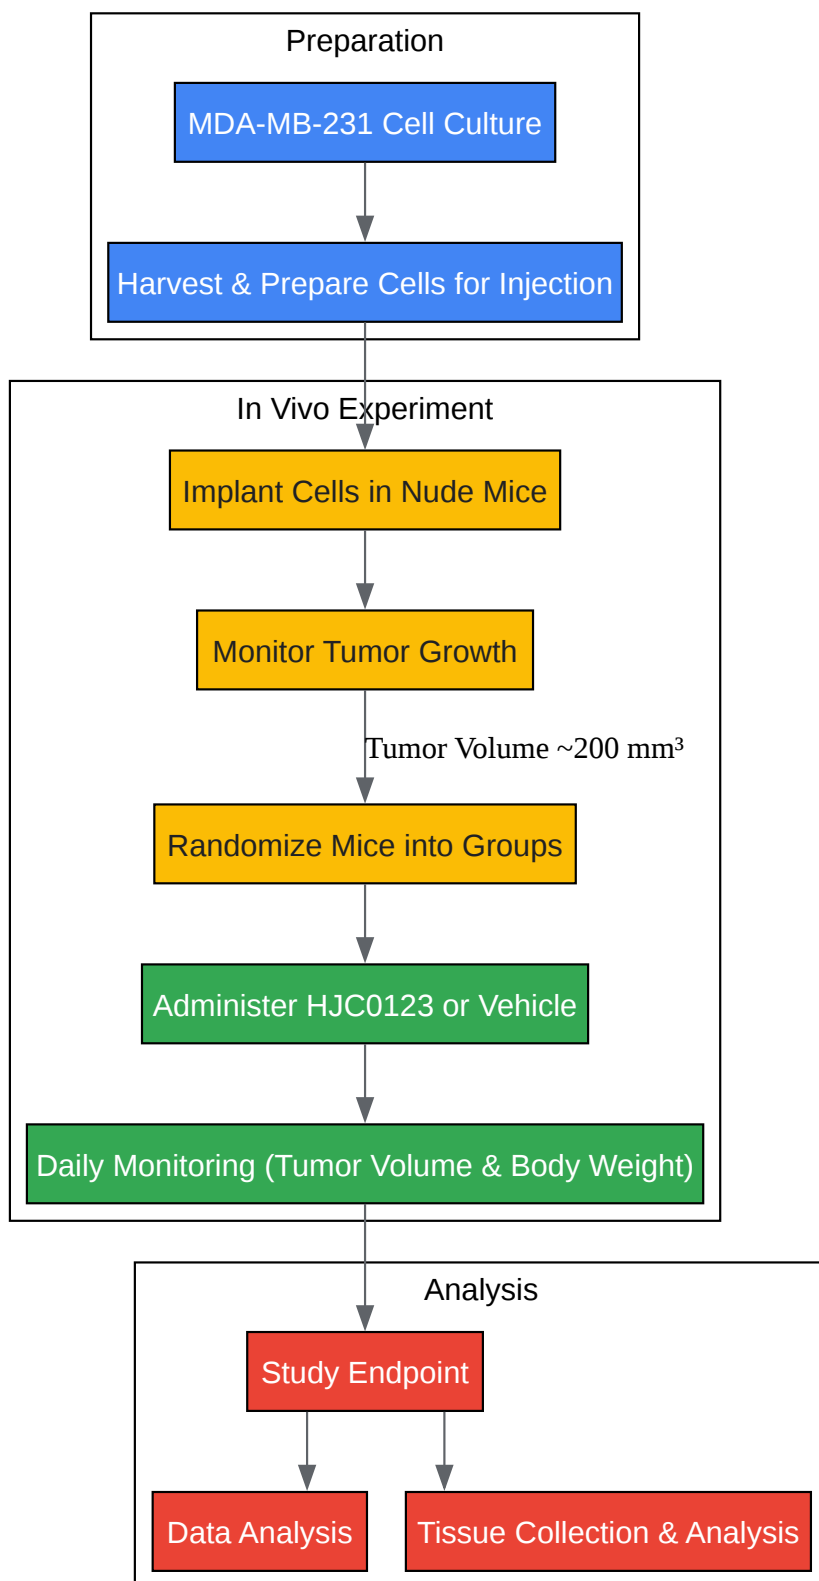 Preparation
MDA-MB-231 Cell Culture
Harvest & Prepare Cells for Injection
In Vivo Experiment
Implant Cells in Nude Mice
Monitor Tumor Growth
Tumor Volume ~200 mm³
Randomize Mice into Groups
Administer HJC0123 or Vehicle
Daily Monitoring (Tumor Volume & Body Weight)
Analysis
Study Endpoint
Data Analysis
Tissue Collection & Analysis